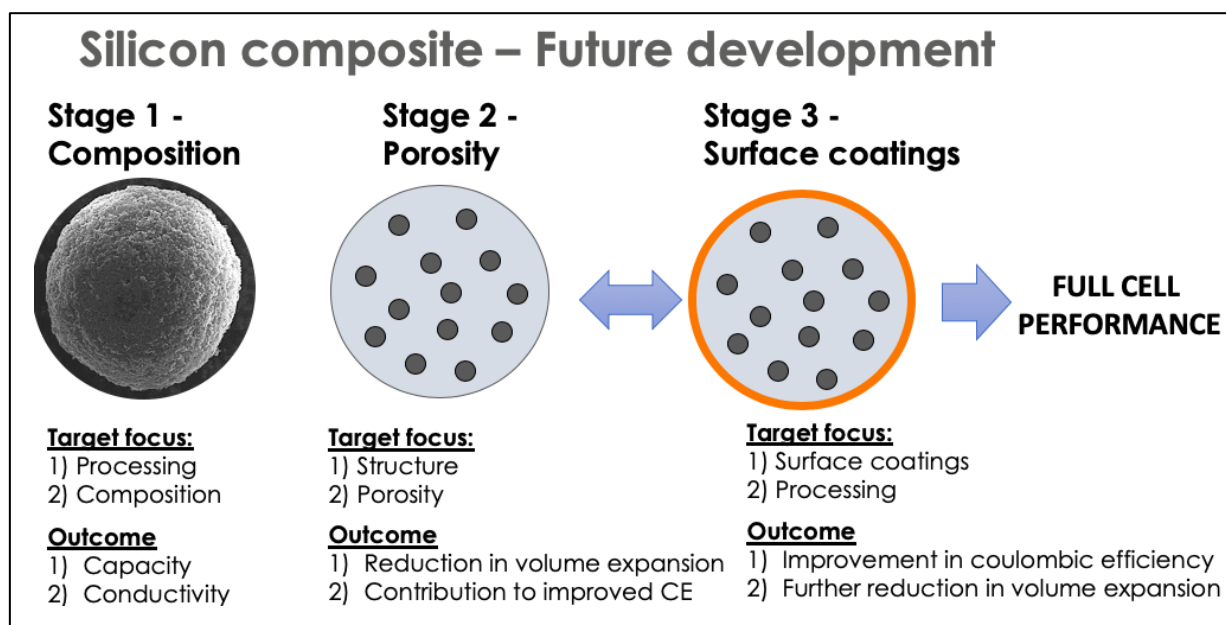 Silicon composite – Future development
Stage 1 -
Composition
Target focus:
1) Processing
2) Composition
Outcome
1) Capacity
2) Conductivity
Stage 2 -
Porosity
Target focus:
1) Structure
2) Porosity
Outcome
1) Reduction in volume expansion
2) Contribution to improved CE
Stage 3 -
Surface coatings
Target focus:
1) Surface coatings
2) Processing
Outcome
1) Improvement in coulombic efficiency
2) Further reduction in volume expansion
FULL CELL
PERFORMANCE